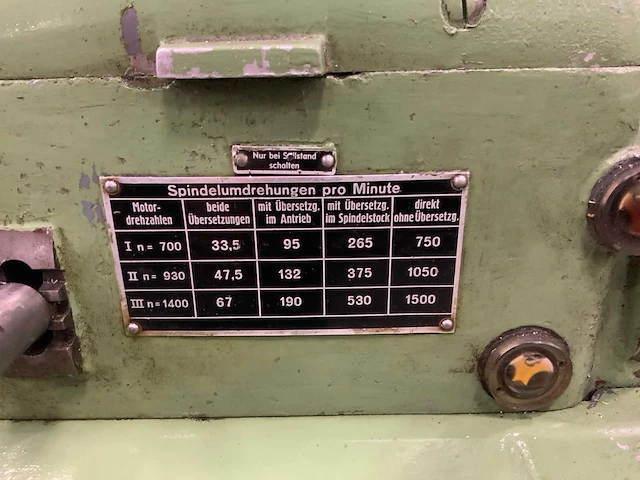 Nur bei Stillstand
schalten
Spindelumdrehungen pro Minute
Motor-drehzahlen beide Übersetzungen mit Übersetzg. im Antrieb mit Übersetzg. im Spindelstock direkt ohne Übersetzg.
I n = 700 33,5 95 265 750
II n = 930 47,5 132 375 1050
III n = 1400 67 190 530 1500